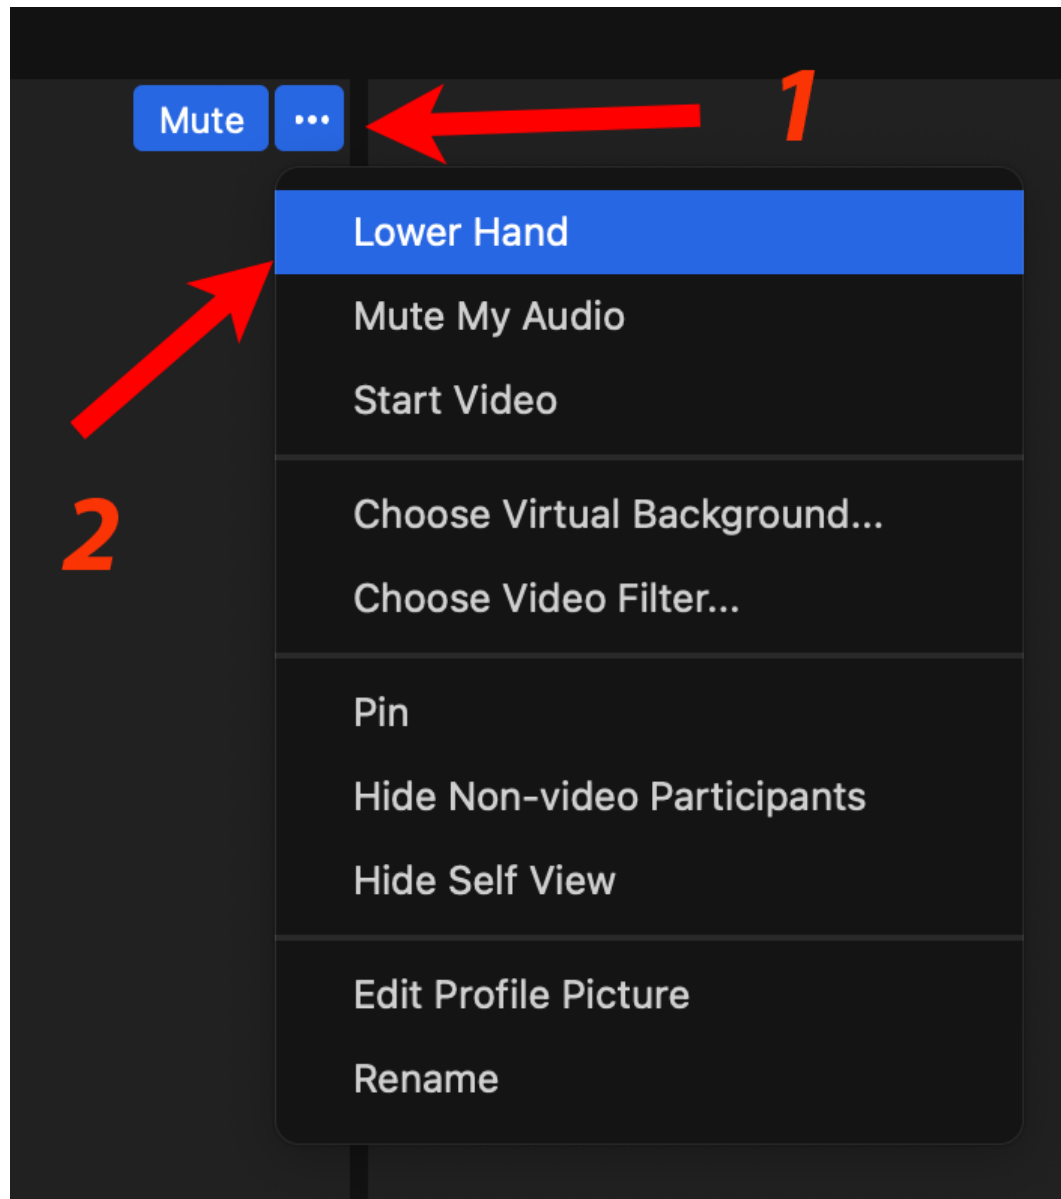 Mute ••• 1
Lower Hand
Mute My Audio
Start Video
2
Choose Virtual Background...
Choose Video Filter...
Pin
Hide Non-video Participants
Hide Self View
Edit Profile Picture
Rename